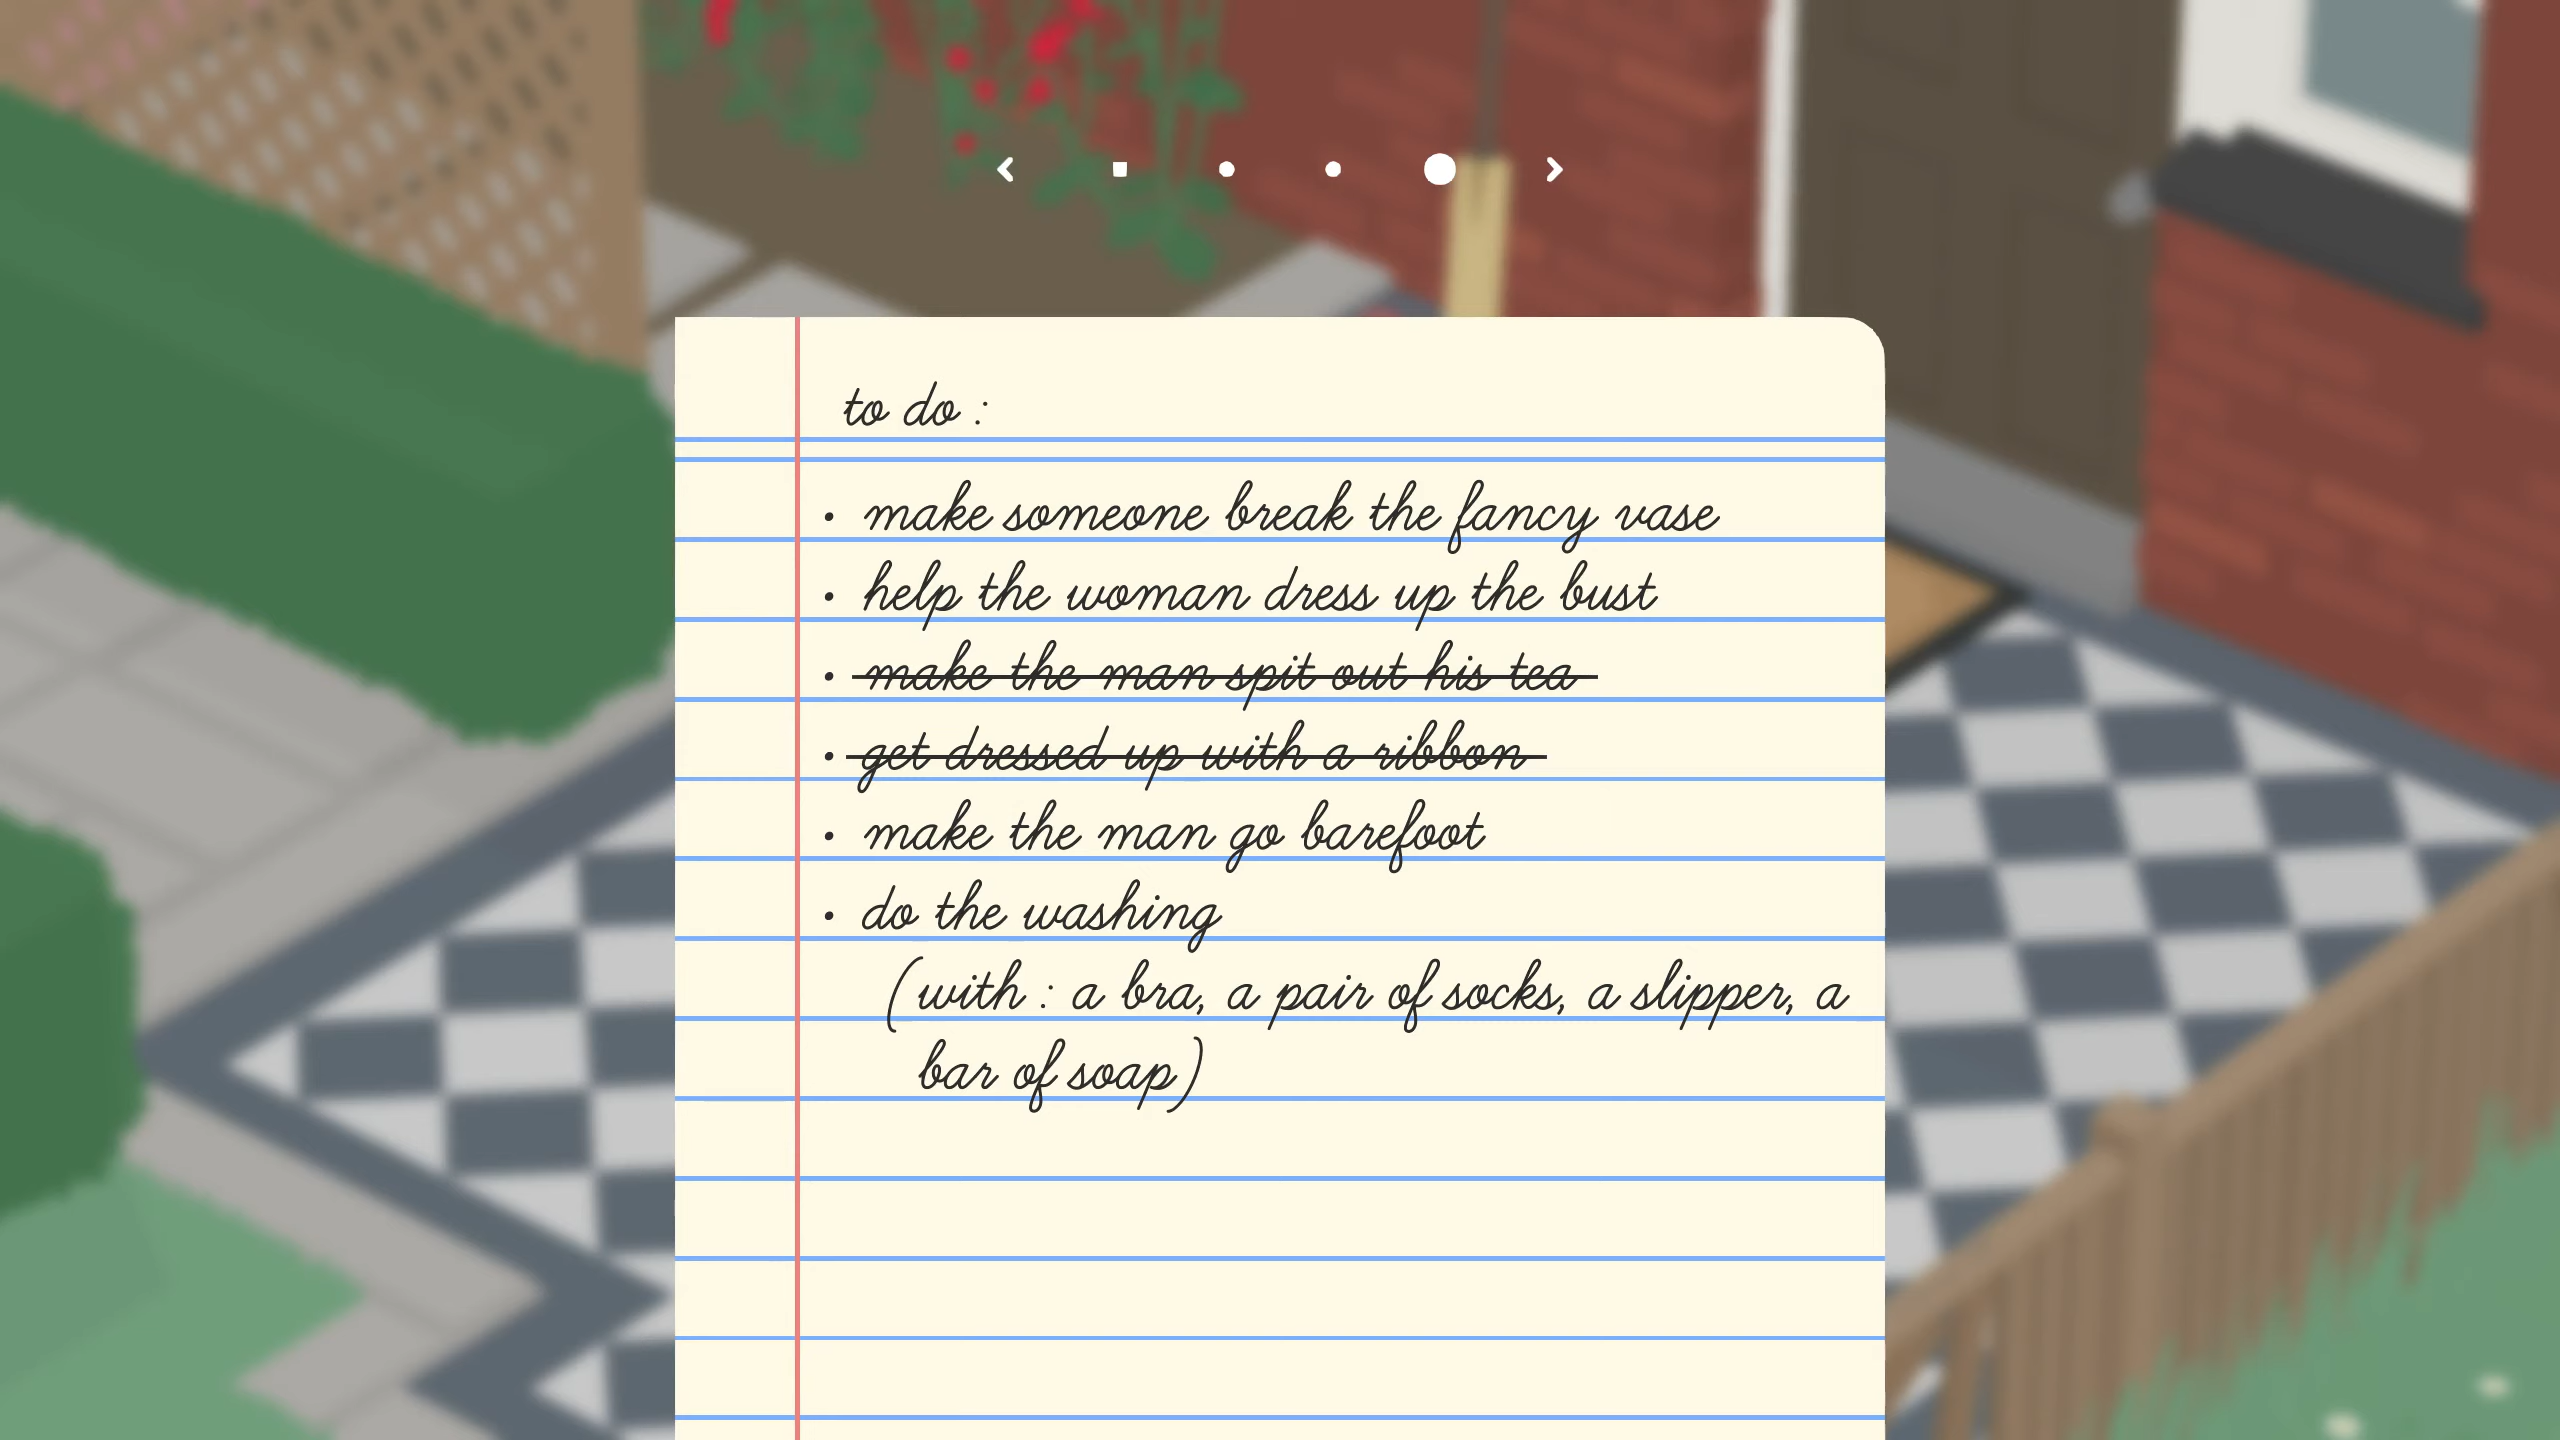 to do :
• make someone break the fancy vase
• help the woman dress up the bust
• make the man spit out his tea
• get dressed up with a ribbon
• make the man go barefoot
• do the washing
(with : a bra, a pair of socks, a slipper, a
bar of soap)